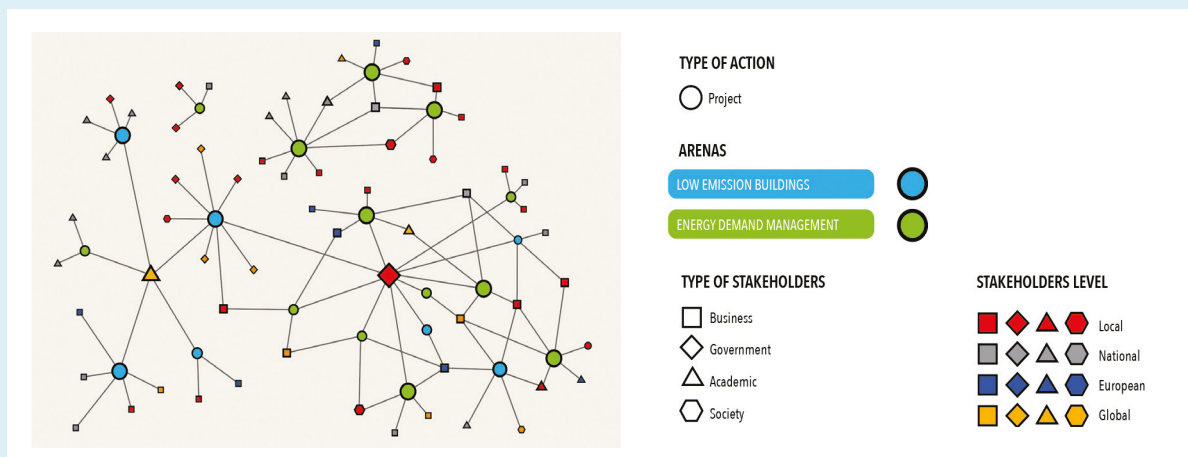 TYPE OF ACTION
Project
ARENAS
LOW EMISSION BUILDINGS
ENERGY DEMAND MANAGEMENT
TYPE OF STAKEHOLDERS
Business
Government
Academic
Society
STAKEHOLDERS LEVEL
Local
National
European
Global